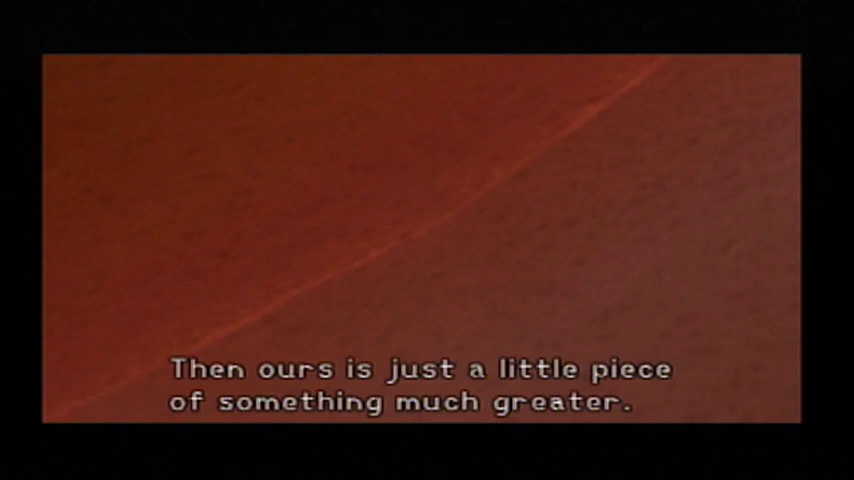 Then ours is just a little piece
of something much greater.